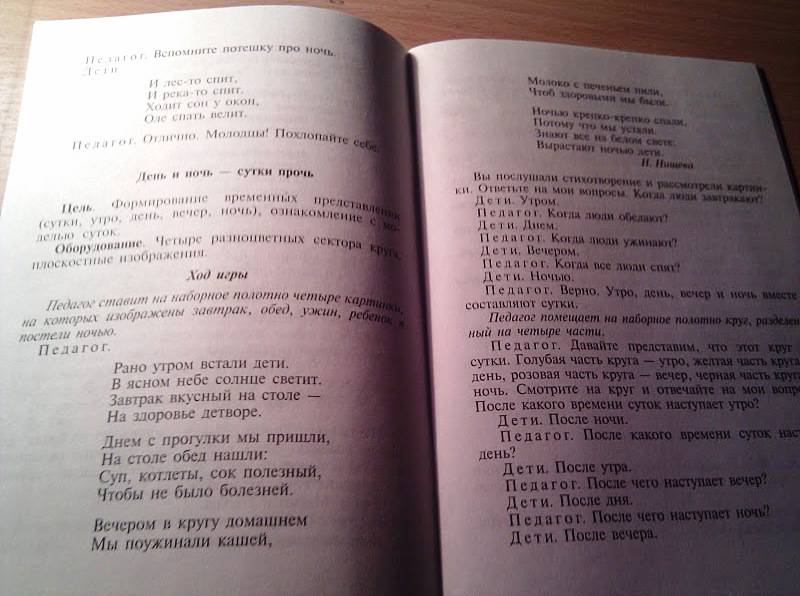 Педагог. Вспомните потешку про ночь.
Дети.
И лес-то спит,
И река-то спит.
Ходит сон у окон,
Оле спать велит.
Педагог. Отлично. Молодцы! Похлопайте себе.
День и ночь — сутки прочь
Цель. Формирование временных представлений
(сутки, утро, день, вечер, ночь), ознакомление с мо-
делью суток.
Оборудование. Четыре разноцветных сектора круга,
плоскостные изображения.
Ход игры
Педагог ставит на наборное полотно четыре картинки,
на которых изображены завтрак, обед, ужин, ребенок в
постели ночью.
Педагог.
Рано утром встали дети.
В ясном небе солнце светит.
Завтрак вкусный на столе —
На здоровье детворе.
Днем с прогулки мы пришли,
На столе обед нашли:
Суп, котлеты, сок полезный,
Чтобы не было болезней.
Вечером в кругу домашнем
Мы поужинали кашей,
Молоко с печеньем пили,
Чтоб здоровыми мы были.
Ночью крепко-крепко спали,
Потому что мы устали.
Знают все на белом свете:
Вырастают ночью дети.
Н. Нищева
Вы послушали стихотворение и рассмотрели картин-
ки. Ответьте на мои вопросы. Когда люди завтракают?
Дети. Утром.
Педагог. Когда люди обедают?
Дети. Днем.
Педагог. Когда люди ужинают?
Дети. Вечером.
Педагог. Когда все люди спят?
Дети. Ночью.
Педагог. Верно. Утро, день, вечер и ночь вместе
составляют сутки.
Педагог помещает на наборное полотно круг, разделен
ный на четыре части.
Педагог. Давайте представим, что этот круг
сутки. Голубая часть круга — утро, желтая часть круга
день, розовая часть круга — вечер, черная часть круга
ночь. Смотрите на круг и отвечайте на мои вопро
После какого времени суток наступает утро?
Дети. После ночи.
Педагог. После какого времени суток наст
день?
Дети. После утра.
Педагог. После чего наступает вечер?
Дети. После дня.
Педагог. После чего наступает ночь?
Дети. После вечера.